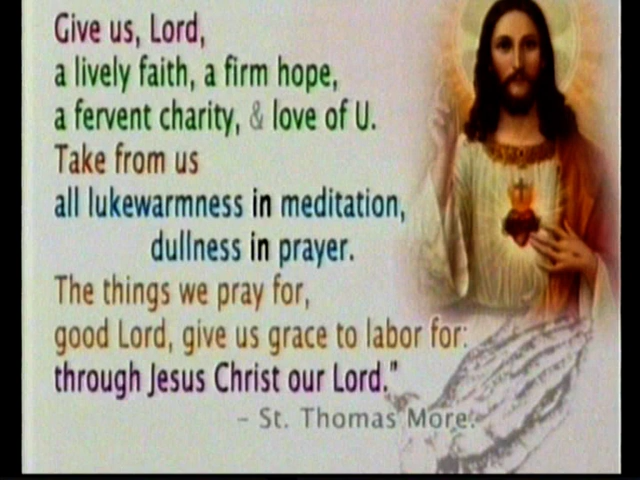 Give us, Lord,
a lively faith, a firm hope,
a fervent charity, & love of U.
Take from us
all lukewarmness in meditation,
dullness in prayer.
The things we pray for,
good Lord, give us grace to labor for:
through Jesus Christ our Lord."
- St. Thomas More.